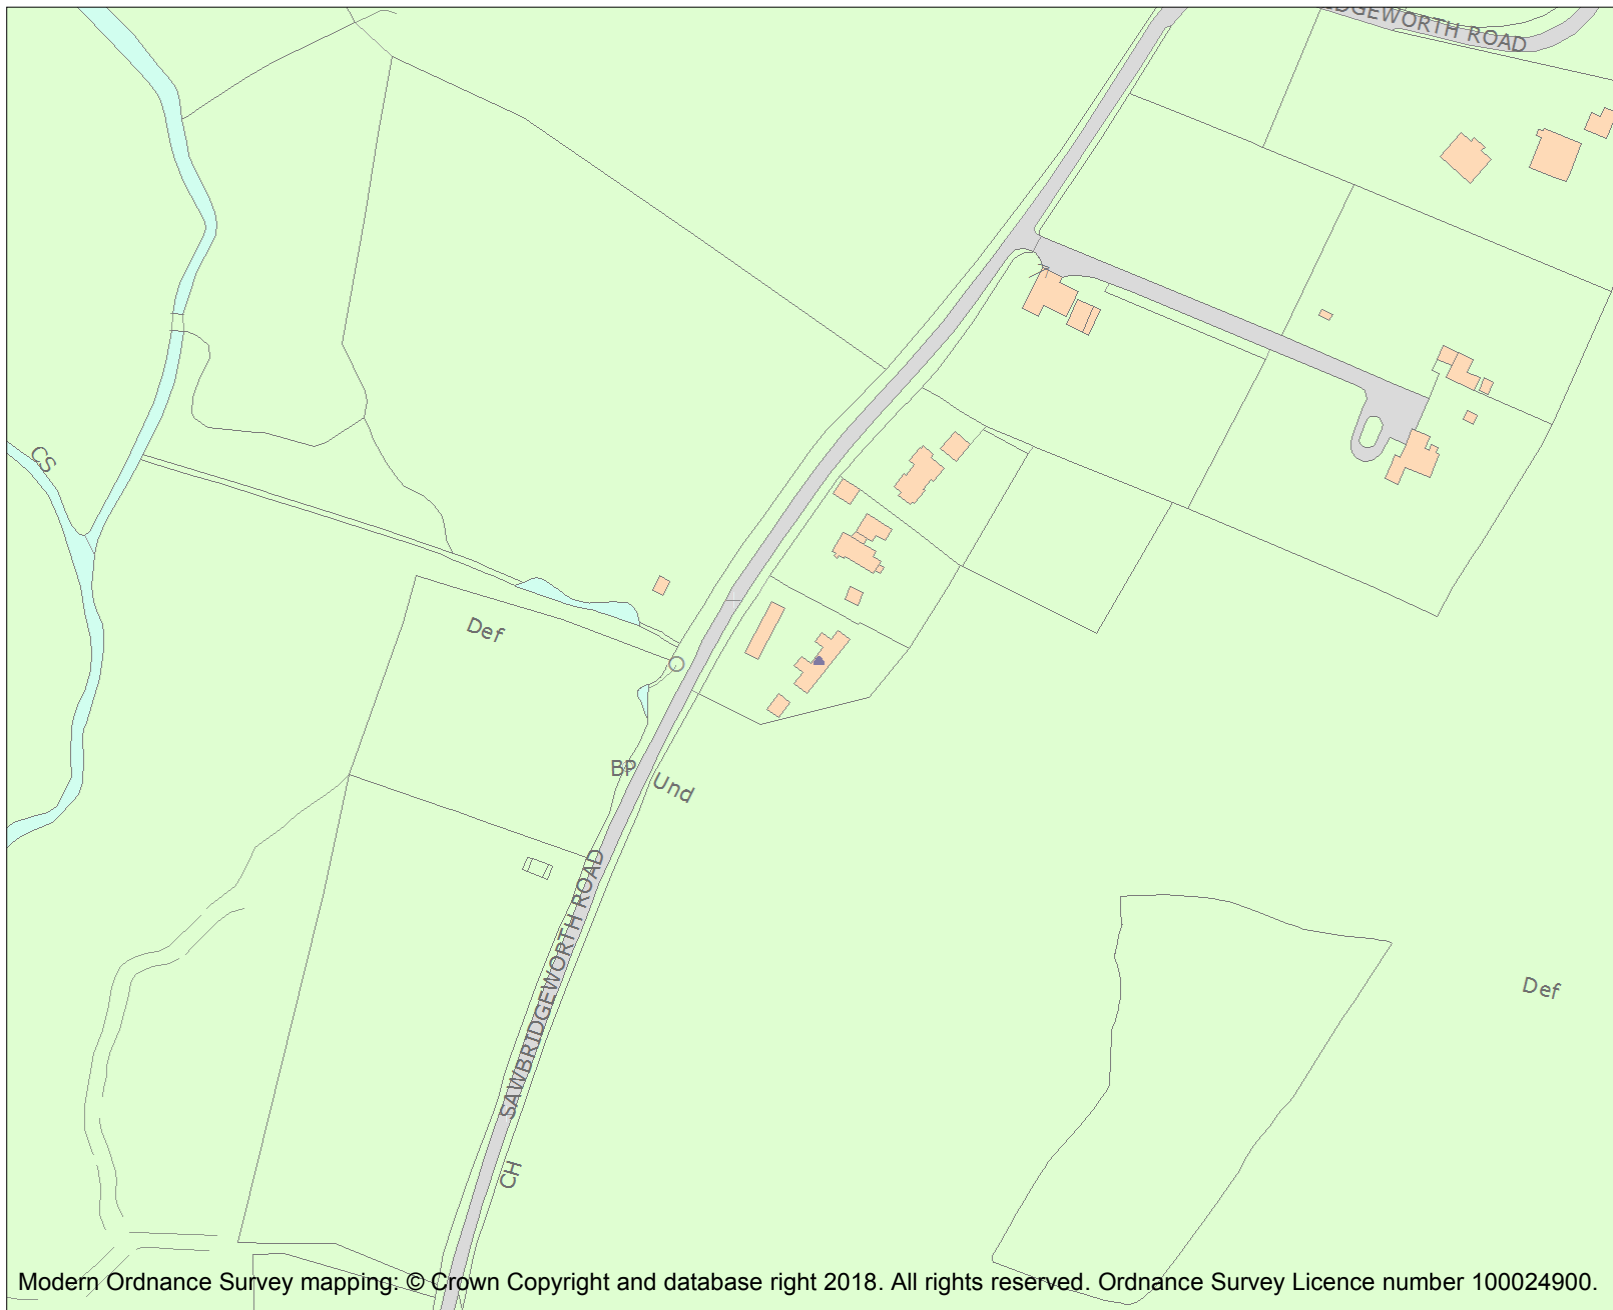 DGEWORTH ROAD
CS
Def
BP
Und
SAWBRIDGEWORTH ROAD
Def
CH
Modern Ordnance Survey mapping: © Crown Copyright and database right 2018. All rights reserved. Ordnance Survey Licence number 100024900.